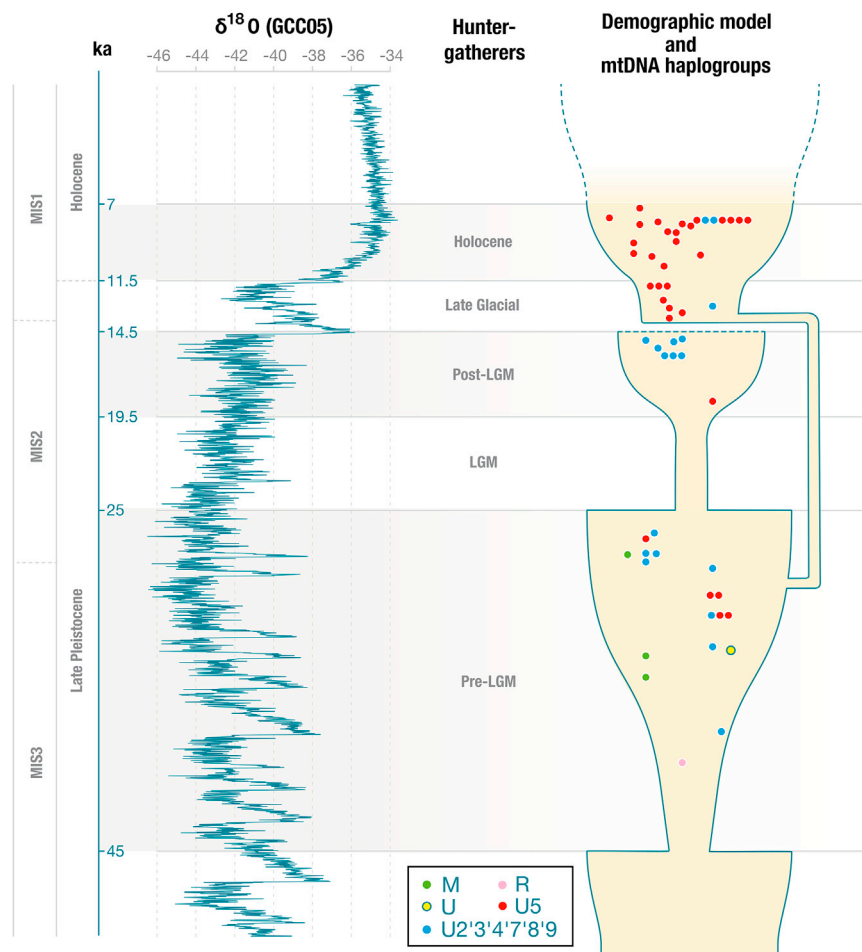 δ¹⁸ O (GCC05)
Hunter-
gatherers
Demographic model
and
mtDNA haplogroups
ka
-46 -44 -42 -40 -38 -36 -34
MIS1
Holocene
7
Holocene
11.5
Late Glacial
14.5
Post-LGM
19.5
MIS2
LGM
25
Late Pleistocene
Pre-LGM
MIS3
45
M R
U U5
U2'3'4'7'8'9